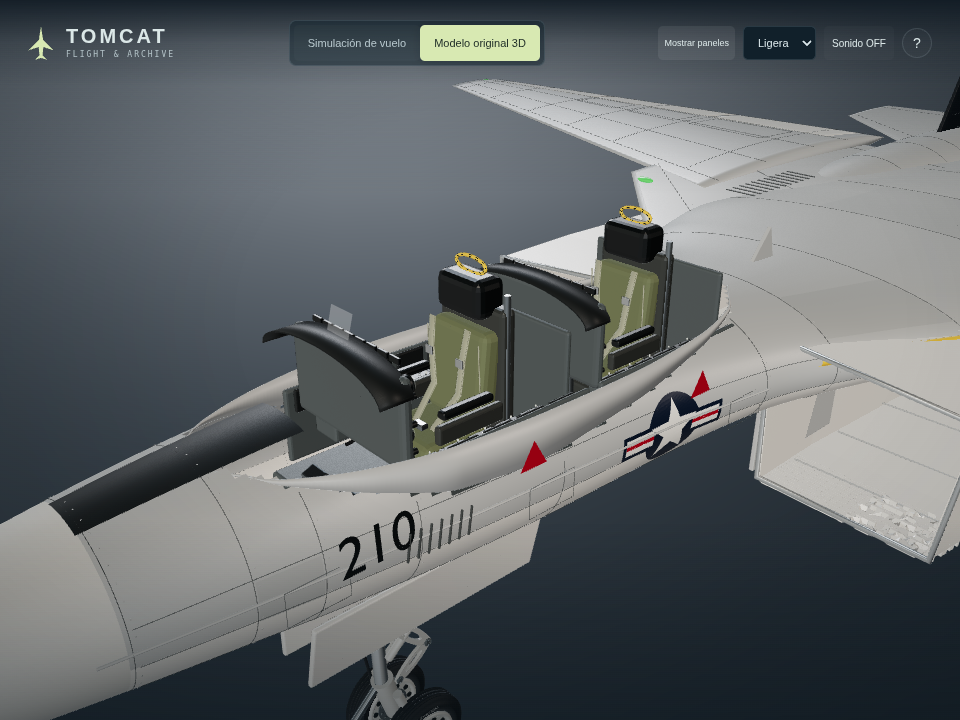 TOMCAT
FLIGHT & ARCHIVE
Simulación de vuelo
Modelo original 3D
Mostrar paneles
Ligera
Sonido OFF
?
210